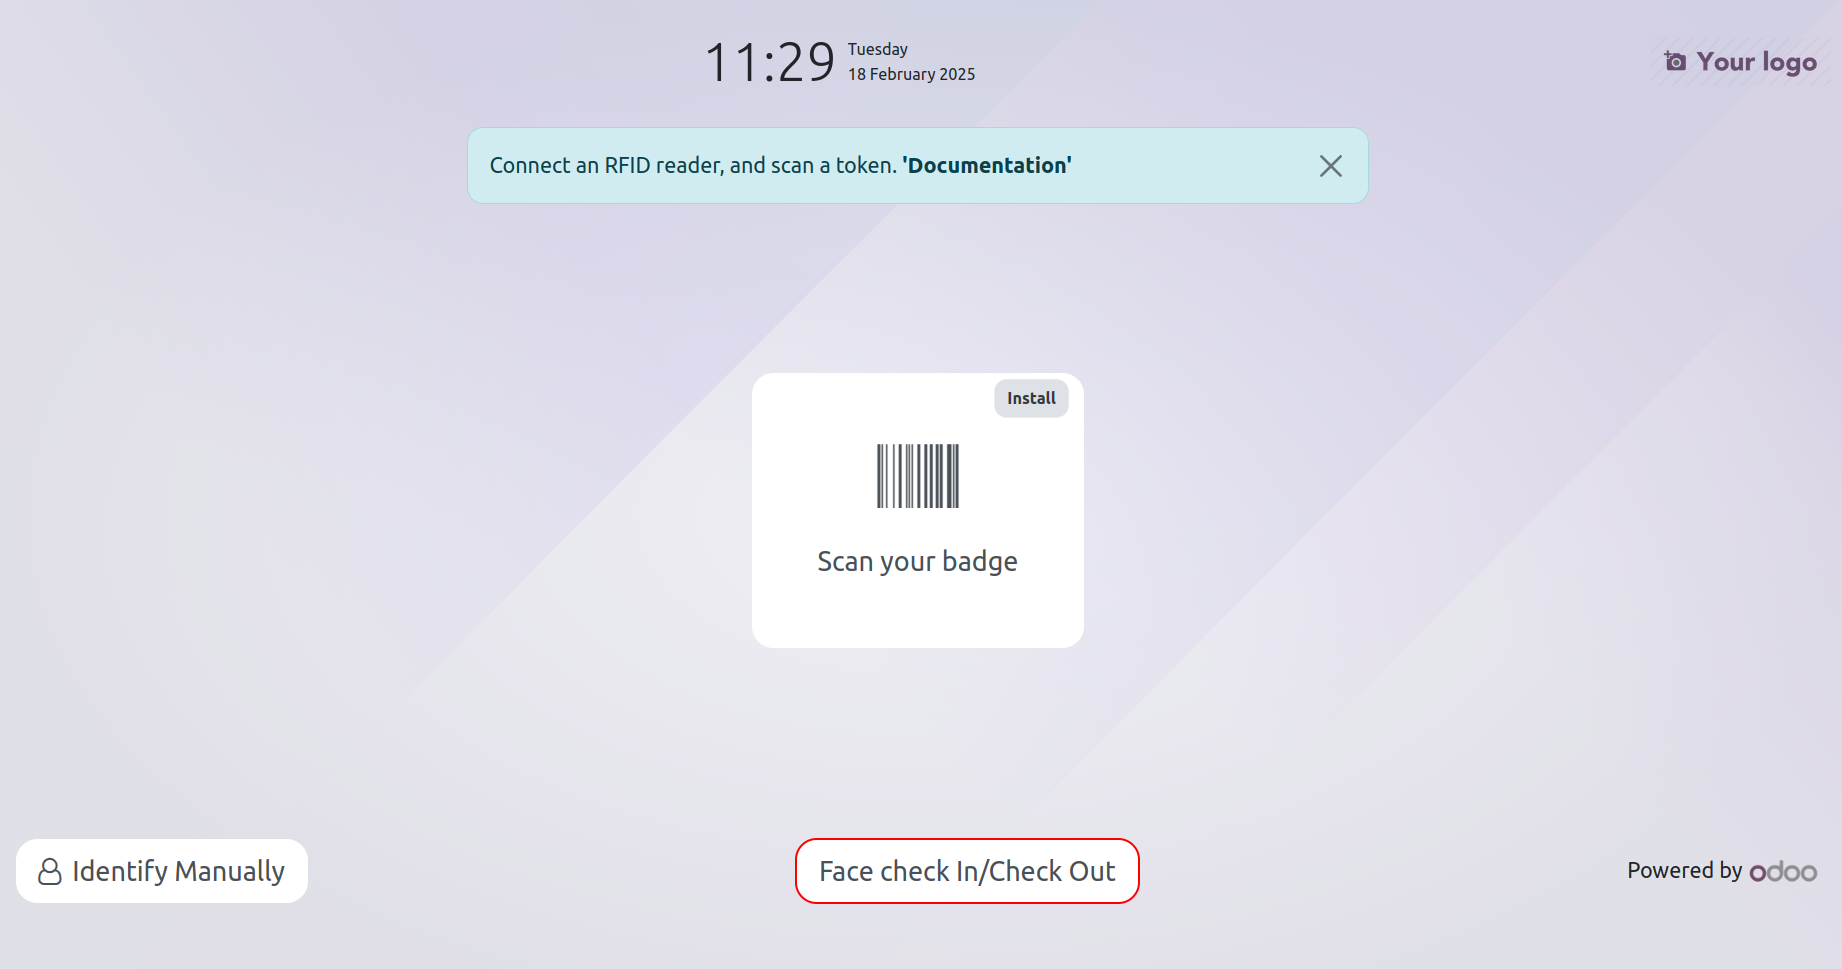 11:29
Tuesday
18 February 2025
Your logo
Connect an RFID reader, and scan a token. 'Documentation'
Install
Scan your badge
Identify Manually
Face check In/Check Out
Powered by odoo